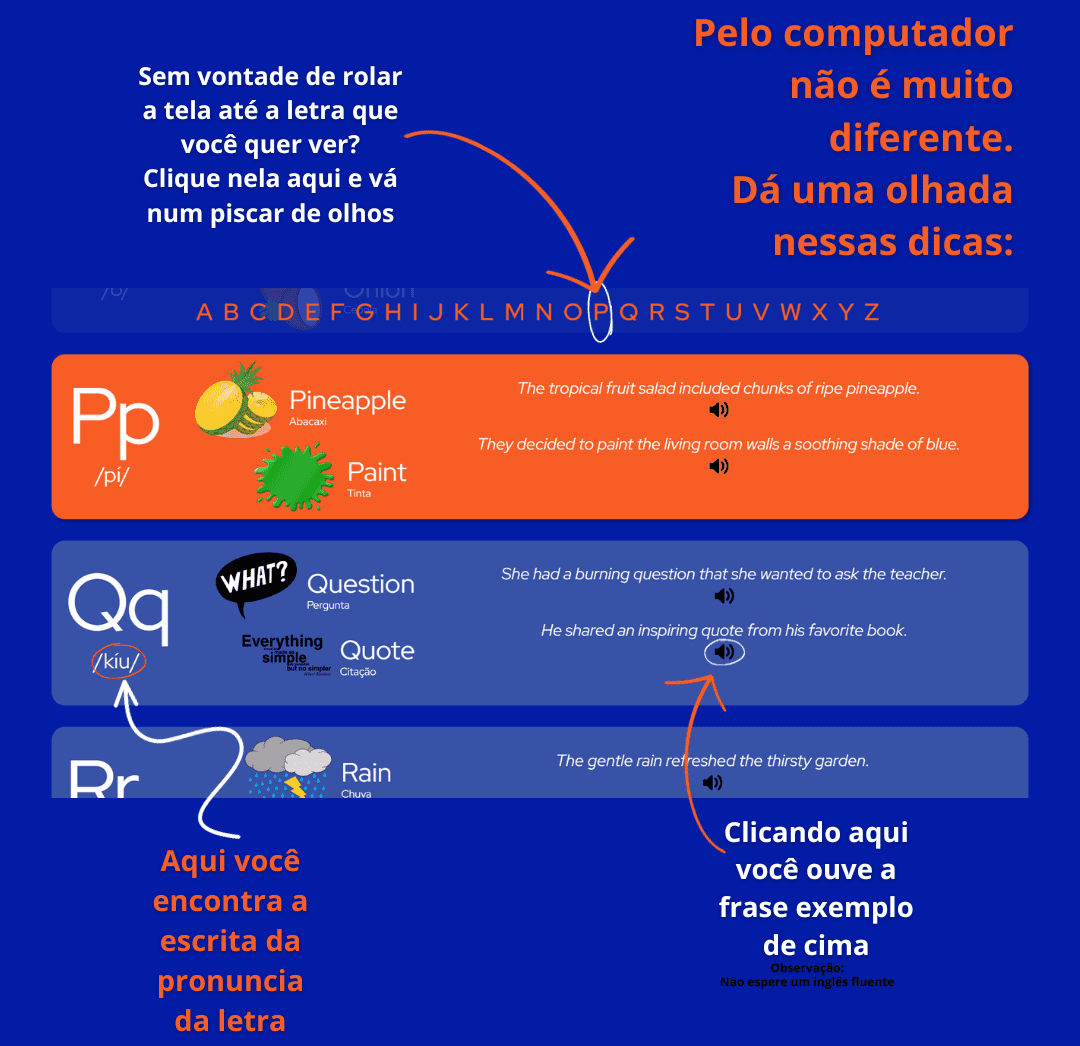 Pelo computador
não é muito
diferente.
Dá uma olhada
nessas dicas:
Sem vontade de rolar
a tela até a letra que
você quer ver?
Clique nela aqui e vá
num piscar de olhos
Onion
A B C D E F G H I J K L M N O P Q R S T U V W X Y Z
Pp
/pí/
Pineapple
Abacaxi
Paint
Tinta
The tropical fruit salad included chunks of ripe pineapple.
They decided to paint the living room walls a soothing shade of blue.
Qq
/kíu/
WHAT?
Question
Pergunta
Everything
simple
but no simpler
Quote
Citação
She had a burning question that she wanted to ask the teacher.
He shared an inspiring quote from his favorite book.
Rr
Rain
Chuva
The gentle rain refreshed the thirsty garden.
Aqui você
encontra a
escrita da
pronuncia
da letra
Clicando aqui
você ouve a
frase exemplo
de cima
Observação:
Não espere um inglês fluente